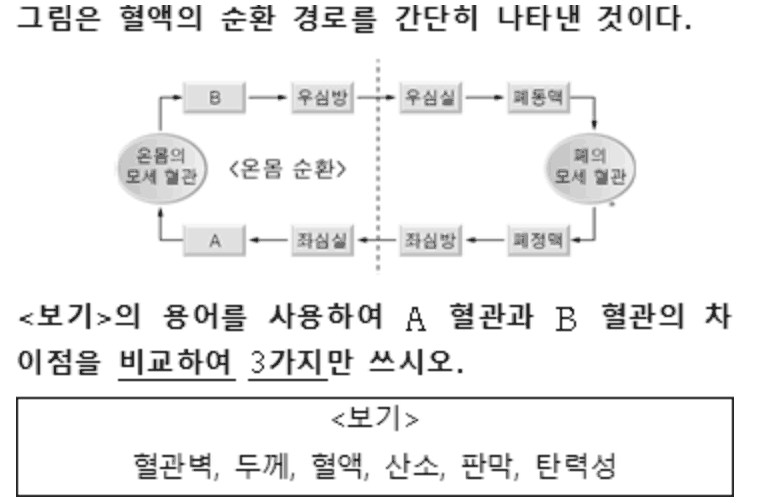 그림은 혈액의 순환 경로를 간단히 나타낸 것이다.
B 우심방 우심실 폐동맥
온몸의
모세 혈관
<온몸 순환>
폐의
모세 혈관
A 좌심실 좌심방 폐정맥
<보기>의 용어를 사용하여 A 혈관과 B 혈관의 차
이점을 비교하여 3가지만 쓰시오.
<보기>
혈관벽, 두께, 혈액, 산소, 판막, 탄력성